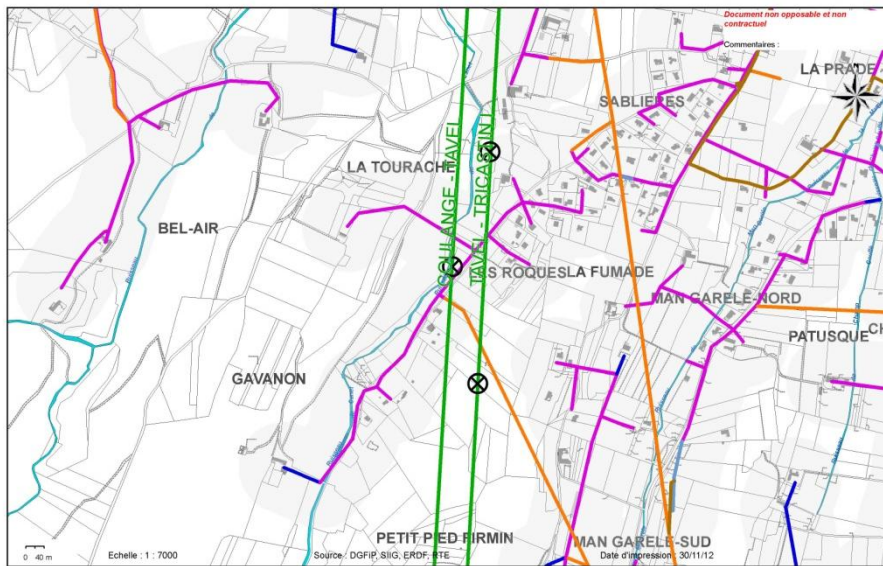 Document non opposable et non
contractuel
Commentaires :
LA PRADE
SABLIERES
LA TOURACHE
COULANGE - TAVEL
TAVEL - TRICASTIN 1
BEL-AIR
LA FUMADE
MAN GARELE-NORD
PATUSQUE
GAVANON
PETIT PIED FIRMIN
MAN GARELE-SUD
0 40 m
Echelle : 1 : 7000
Source : DGFiP, SIIG, ERDF, RTE
Date d'impression : 30/11/12